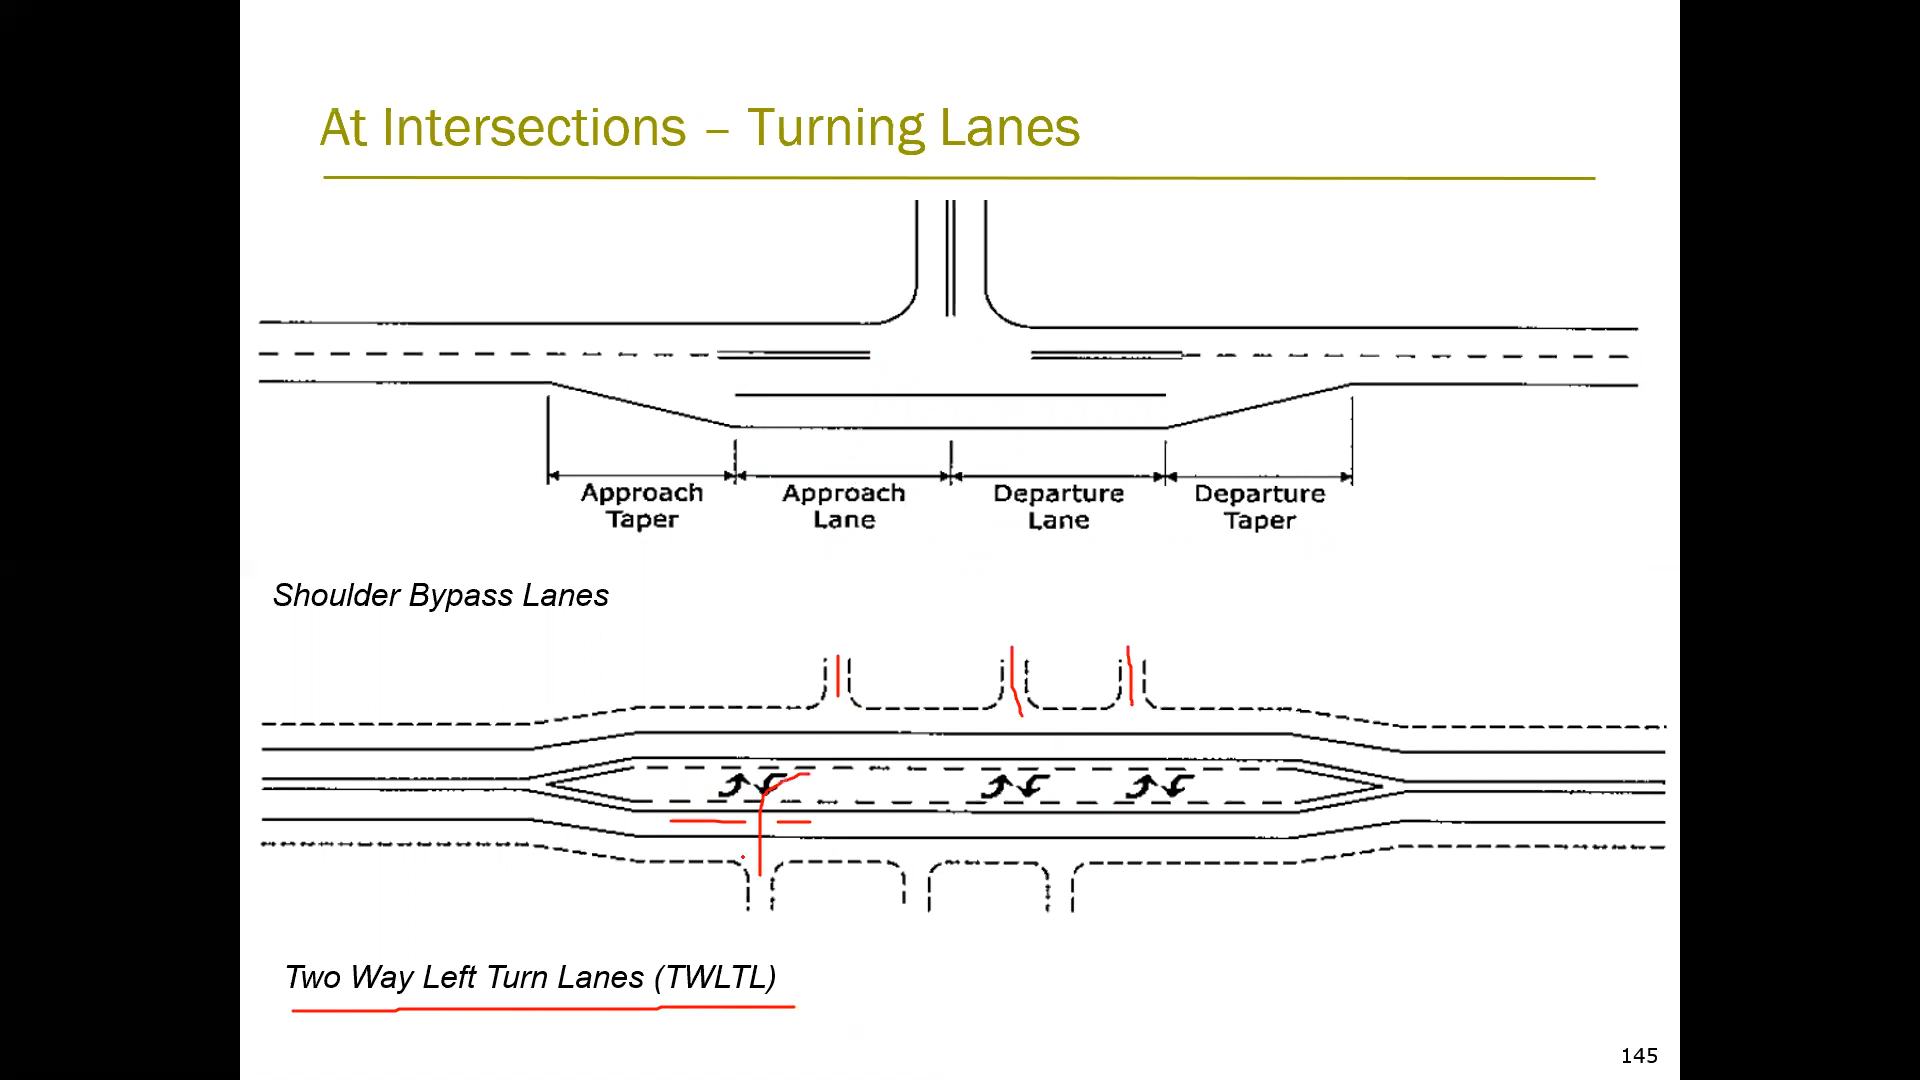 At Intersections – Turning Lanes
Approach Taper
Approach Lane
Departure Lane
Departure Taper
Shoulder Bypass Lanes
Two Way Left Turn Lanes (TWLTL)
145